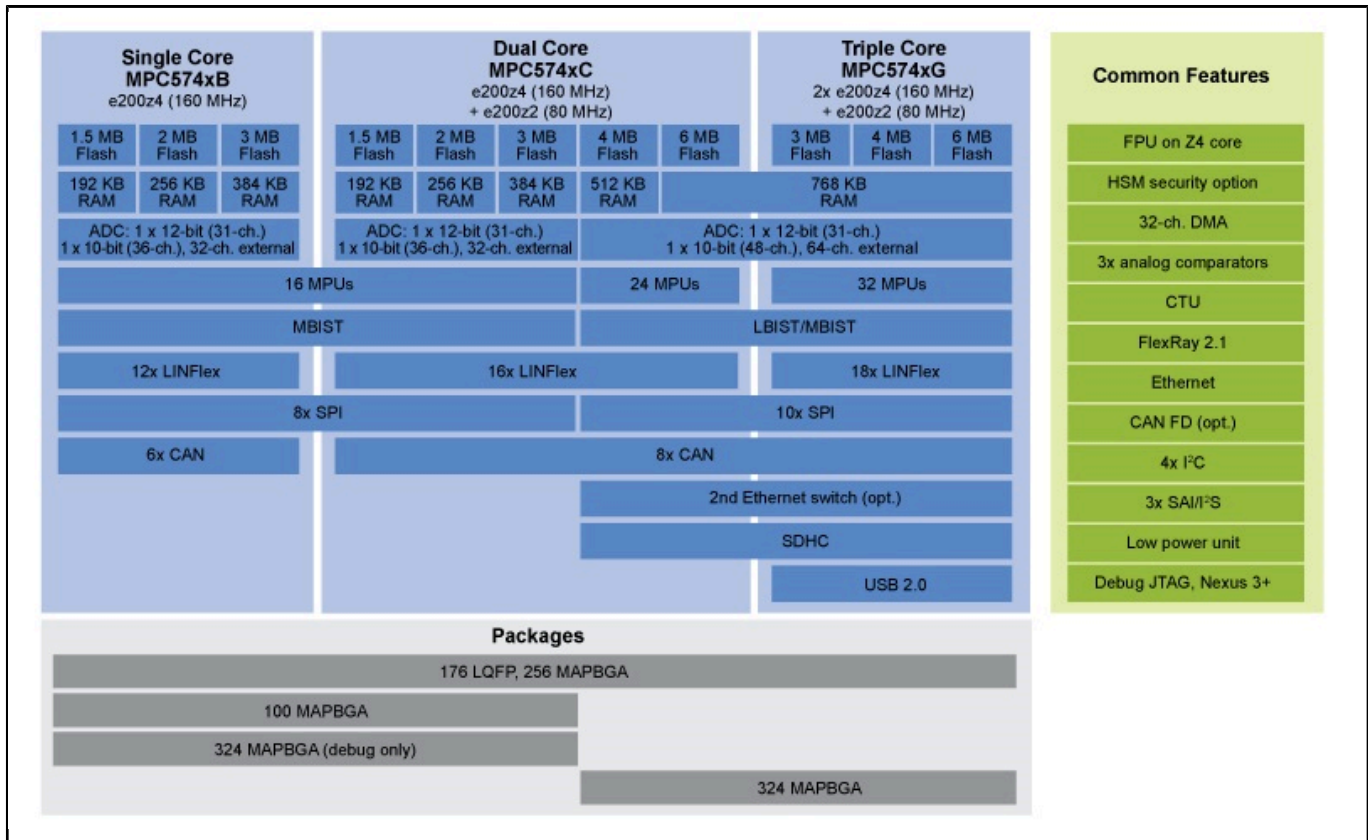 Single Core
MPC574xB
e200z4 (160 MHz)
Dual Core
MPC574xC
e200z4 (160 MHz)
+ e200z2 (80 MHz)
Triple Core
MPC574xG
2x e200z4 (160 MHz)
+ e200z2 (80 MHz)
1.5 MB
Flash
2 MB
Flash
3 MB
Flash
1.5 MB
Flash
2 MB
Flash
3 MB
Flash
4 MB
Flash
6 MB
Flash
3 MB
Flash
4 MB
Flash
6 MB
Flash
192 KB
RAM
256 KB
RAM
384 KB
RAM
192 KB
RAM
256 KB
RAM
384 KB
RAM
512 KB
RAM
768 KB
RAM
ADC: 1 x 12-bit (31-ch.)
1 x 10-bit (36-ch.), 32-ch. external
ADC: 1 x 12-bit (31-ch.)
1 x 10-bit (36-ch.), 32-ch. external
ADC: 1 x 12-bit (31-ch.)
1 x 10-bit (48-ch.), 64-ch. external
16 MPUs
24 MPUs
32 MPUs
MBIST
LBIST/MBIST
12x LINFlex
16x LINFlex
18x LINFlex
8x SPI
10x SPI
6x CAN
8x CAN
2nd Ethernet switch (opt.)
SDHC
USB 2.0
Common Features
FPU on Z4 core
HSM security option
32-ch. DMA
3x analog comparators
CTU
FlexRay 2.1
Ethernet
CAN FD (opt.)
4x I²C
3x SAI/I²S
Low power unit
Debug JTAG, Nexus 3+
Packages
176 LQFP, 256 MAPBGA
100 MAPBGA
324 MAPBGA (debug only)
324 MAPBGA